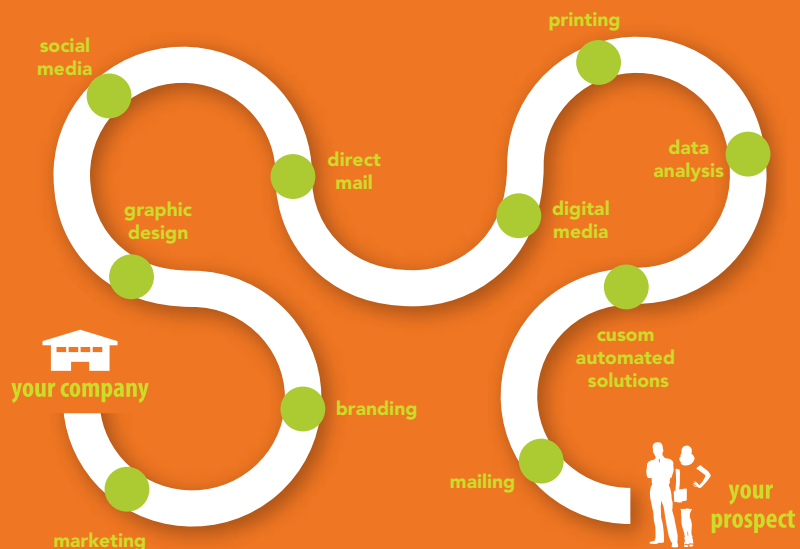 printing
social
media
direct
mail
data
analysis
graphic
design
digital
media
cusom
automated
solutions
your company
branding
mailing
your
prospect
marketing